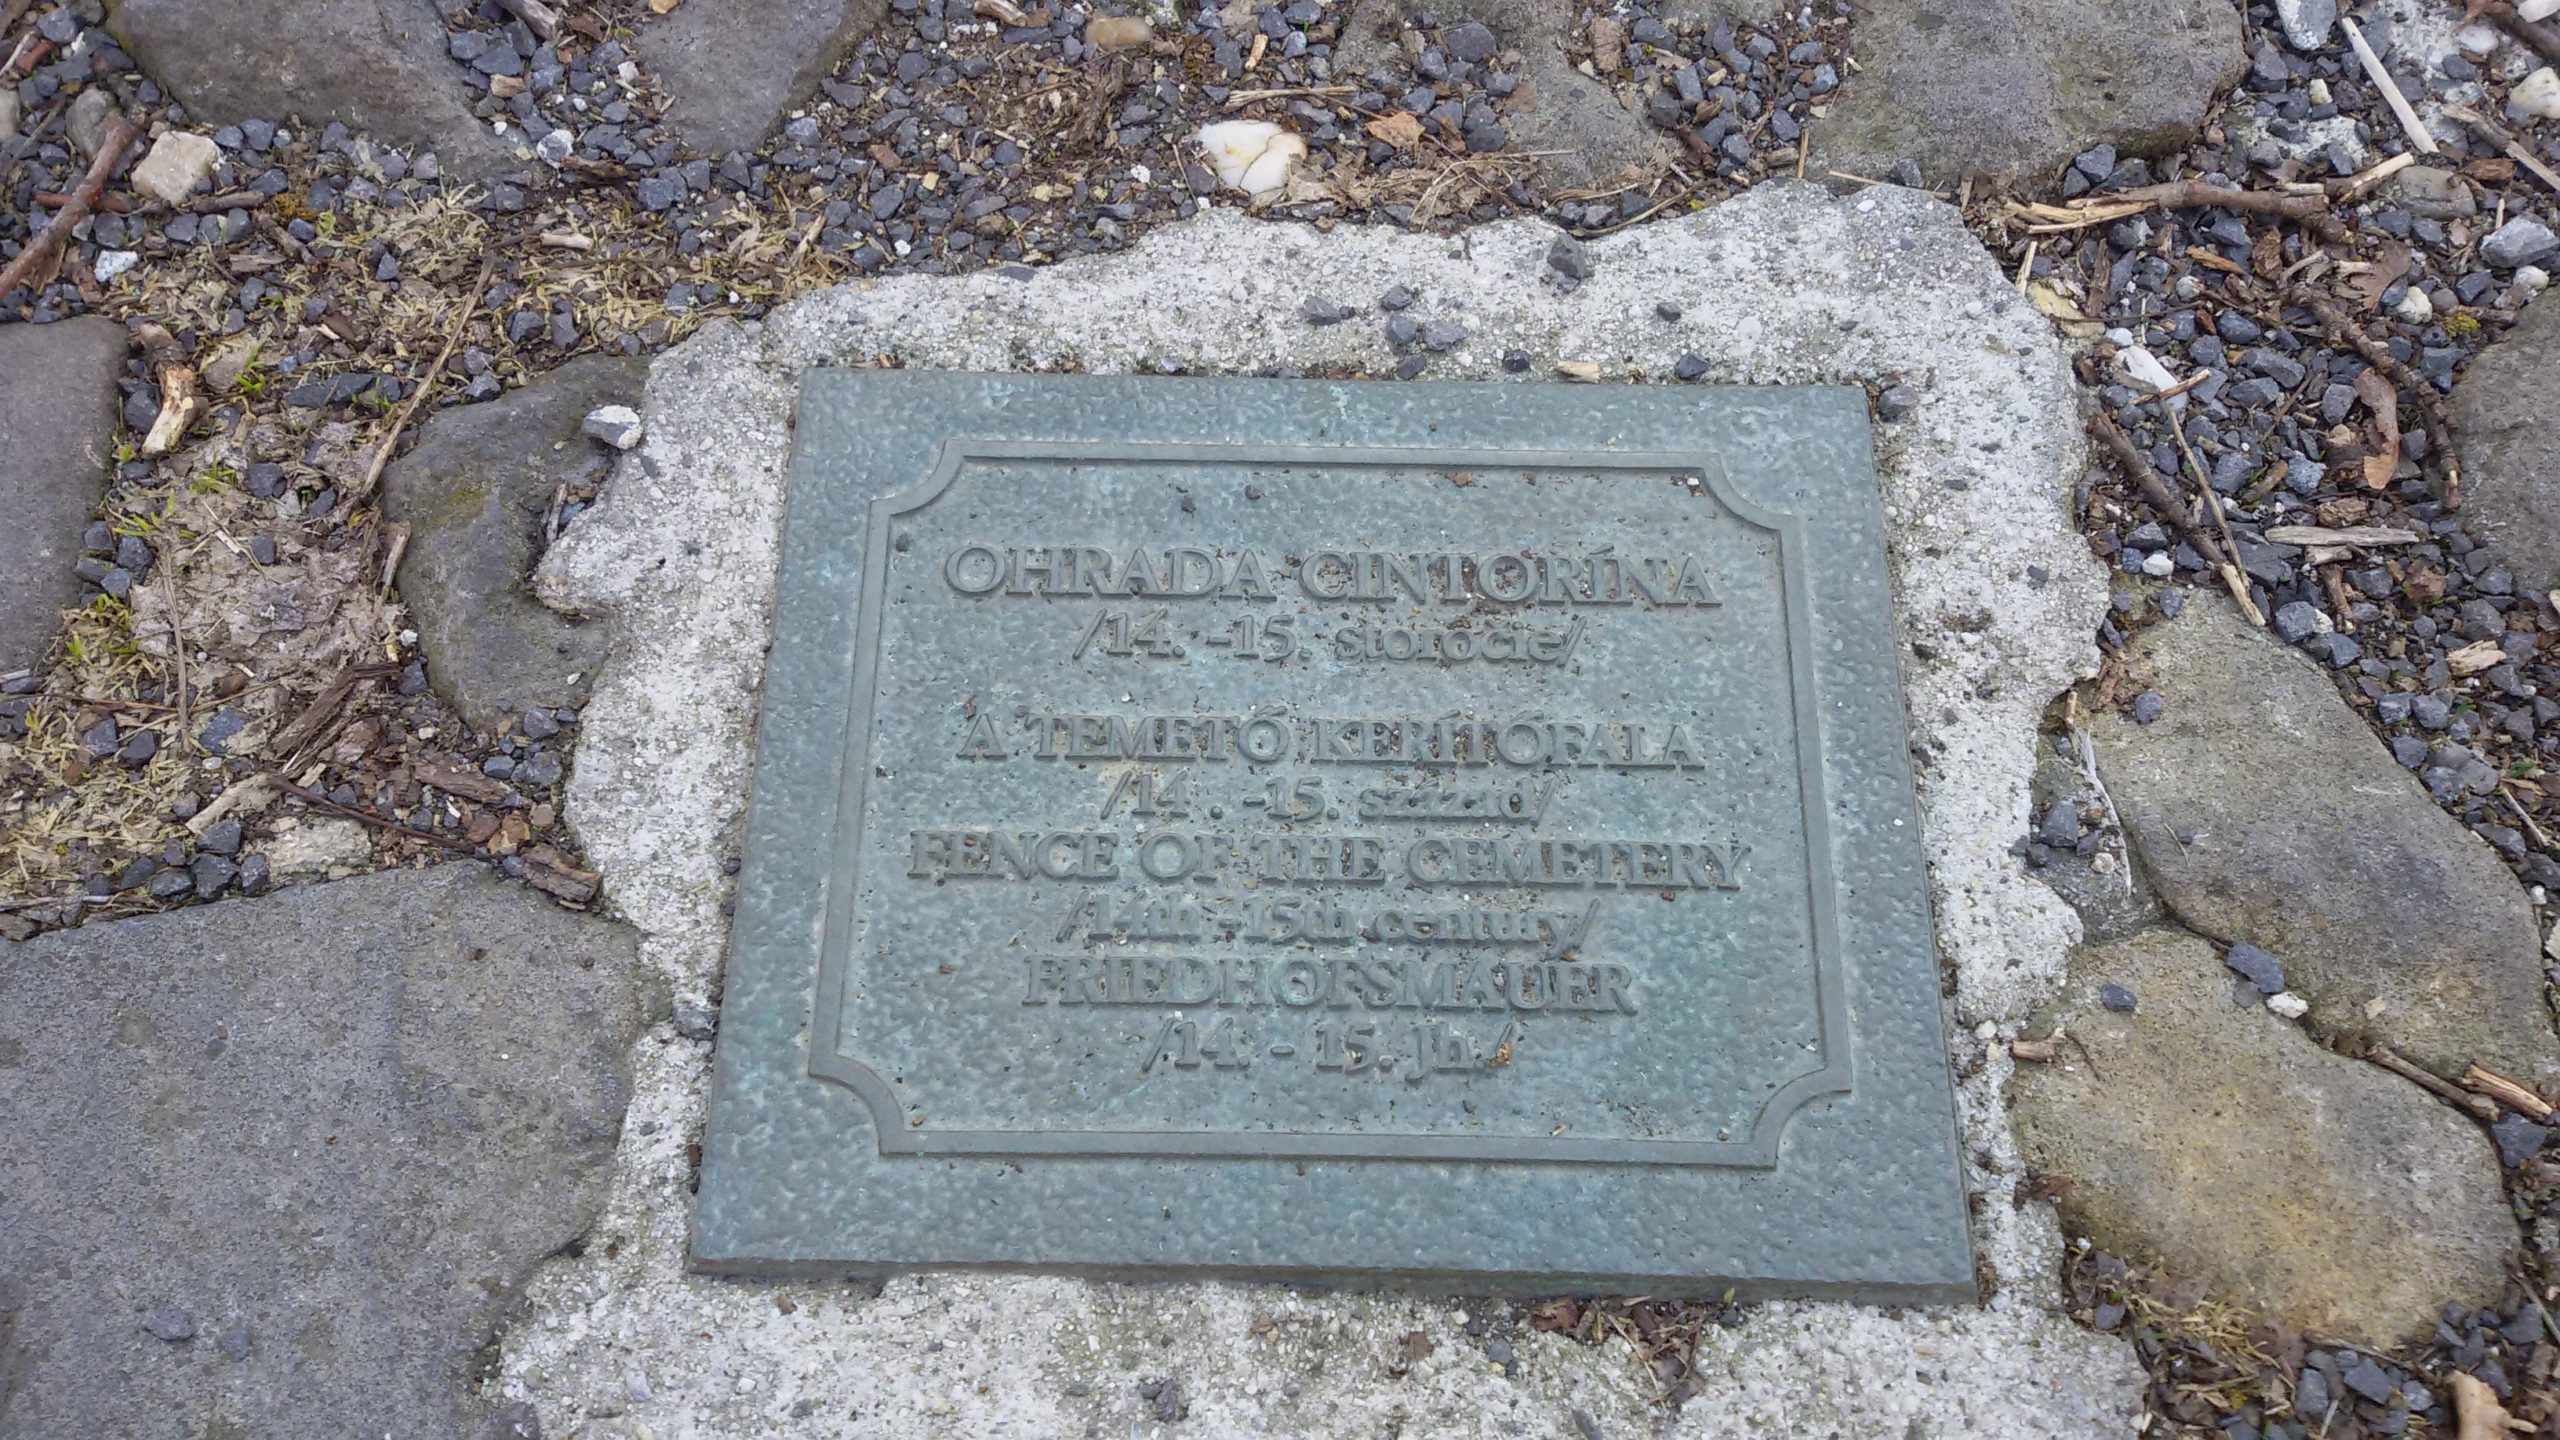 OHRADA CINTORÍNA
/14. -15. storočie/
A TEMETŐ KERÍTŐFALA
/14. -15. század/
FENCE OF THE CEMETERY
/14th -15th century/
FRIEDHOFSMAUER
/14. - 15. jh./